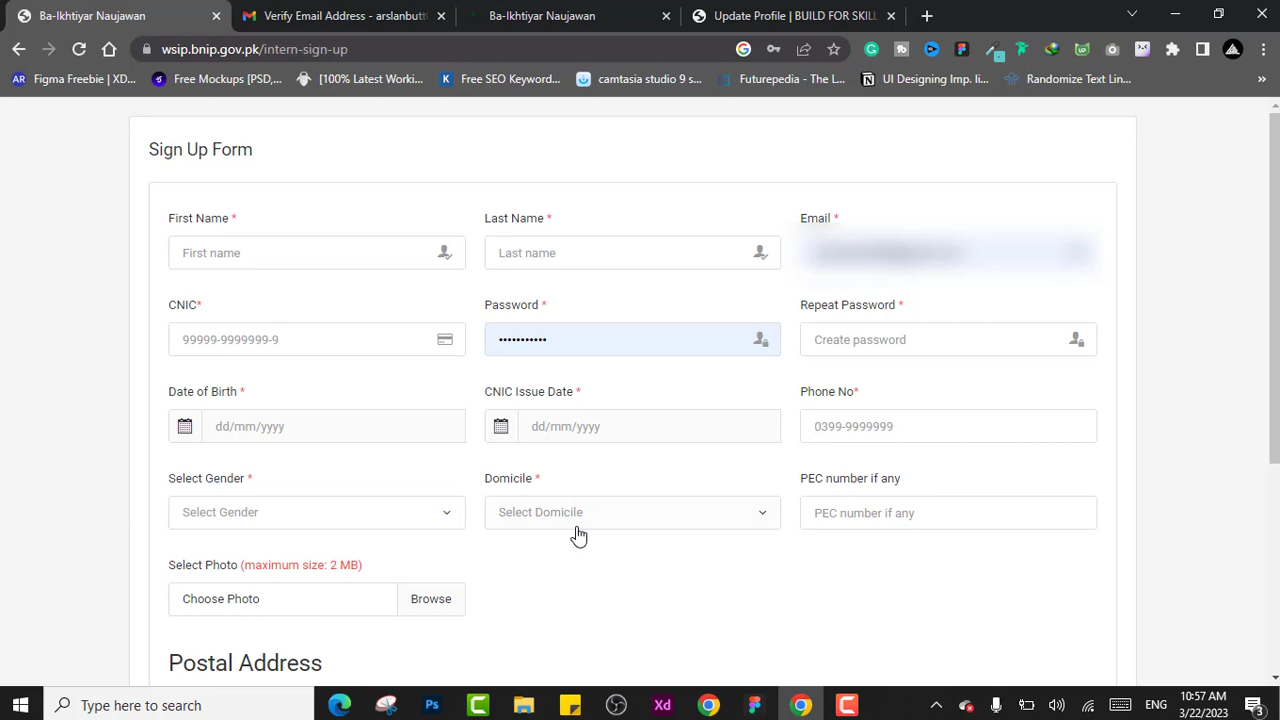 Ba-Ikhtiyar Naujawan
Verify Email Address - arslanbutt
Ba-Ikhtiyar Naujawan
Update Profile | BUILD FOR SKILL
wsip.bnip.gov.pk/intern-sign-up
AR Figma Freebie | XD...
Free Mockups [PSD,...
[100% Latest Worki...
K Free SEO Keyword...
camtasia studio 9 s...
Futurepedia - The L...
UI Designing Imp. li...
Randomize Text Lin...
»
Sign Up Form
First Name *
Last Name *
Email *
First name
Last name
CNIC*
Password *
Repeat Password *
99999-9999999-9
•••••••••••
Create password
Date of Birth *
CNIC Issue Date *
Phone No*
dd/mm/yyyy
dd/mm/yyyy
0399-9999999
Select Gender *
Domicile *
PEC number if any
Select Gender
Select Domicile
PEC number if any
Select Photo (maximum size: 2 MB)
Choose Photo
Browse
Postal Address
Type here to search
Ps
Xd
ENG
10:57 AM
3/22/2023
3